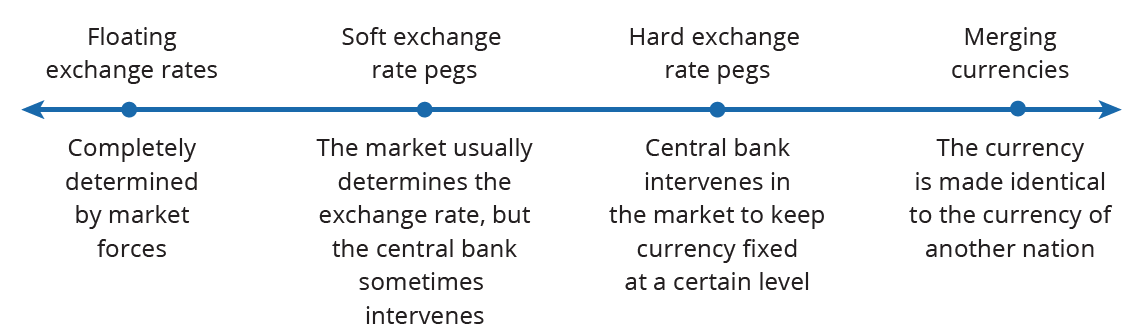 Floating
exchange rates
Soft exchange
rate pegs
Hard exchange
rate pegs
Merging
currencies
Completely
determined
by market
forces
The market usually
determines the
exchange rate, but
the central bank
sometimes
intervenes
Central bank
intervenes in
the market to keep
currency fixed
at a certain level
The currency
is made identical
to the currency of
another nation